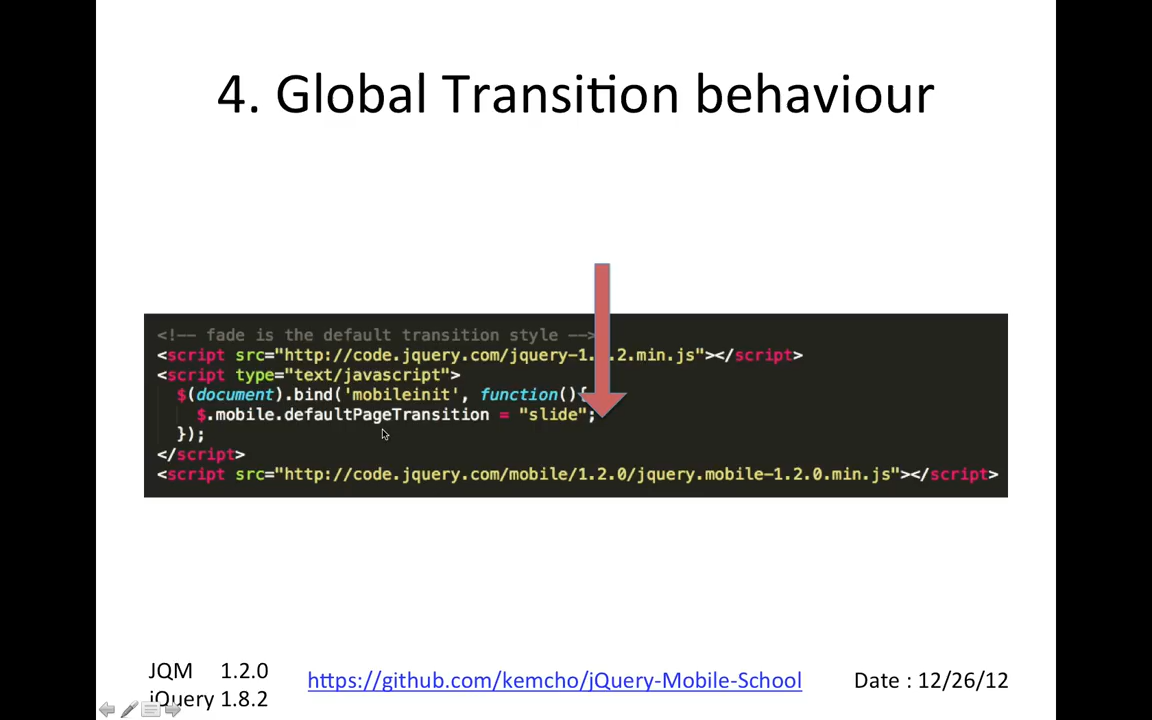 4. Global Transition behaviour
<!-- fade is the default transition style -->
<script src="http://code.jquery.com/jquery-1. .2.min.js"></script>
<script type="text/javascript">
$(document).bind('mobileinit', function(){
$.mobile.defaultPageTransition = "slide";
});
</script>
<script src="http://code.jquery.com/mobile/1.2.0/jquery.mobile-1.2.0.min.js"></script>
JQM 1.2.0
jQuery 1.8.2
https://github.com/kemcho/jQuery-Mobile-School
Date : 12/26/12